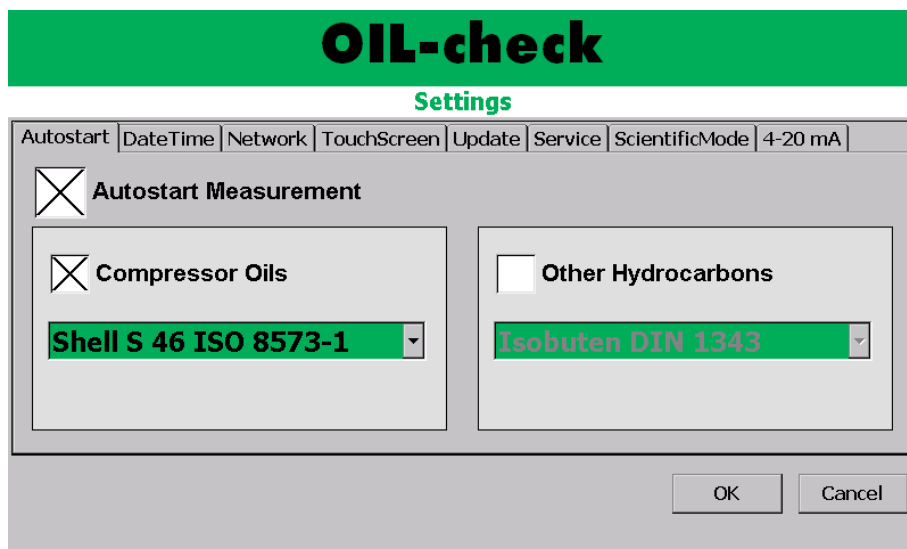 OIL-check
Settings
Autostart DateTime Network TouchScreen Update Service ScientificMode 4-20 mA
Autostart Measurement
Compressor Oils
Other Hydrocarbons
Shell S 46 ISO 8573-1
Isobuten DIN 1343
OK
Cancel